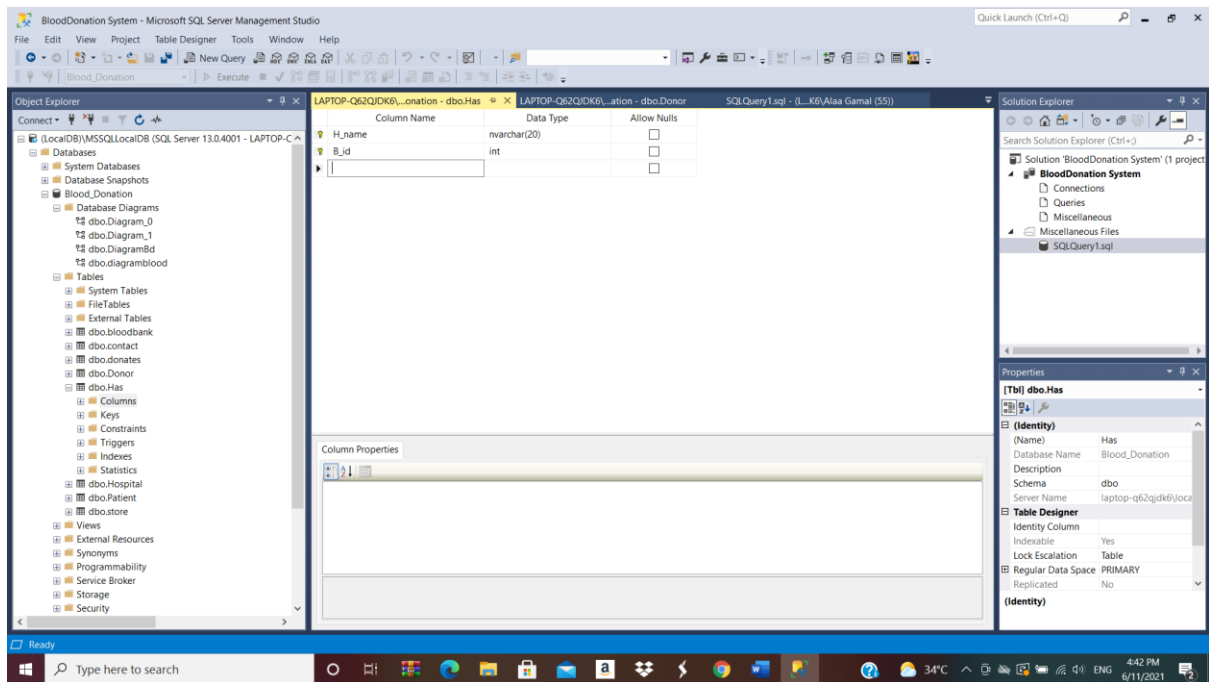 BloodDonation System - Microsoft SQL Server Management Studio
Quick Launch (Ctrl+Q)
File Edit View Project Table Designer Tools Window Help
New Query
Blood_Donation
Execute
Object Explorer
Connect
(LocalDB)\MSSQLLocalDB (SQL Server 13.0.4001 - LAPTOP-C
Databases
System Databases
Database Snapshots
Blood_Donation
Database Diagrams
dbo.Diagram_0
dbo.Diagram_1
dbo.DiagramBd
dbo.diagramblood
Tables
System Tables
FileTables
External Tables
dbo.bloodbank
dbo.contact
dbo.donates
dbo.Donor
dbo.Has
Columns
Keys
Constraints
Triggers
Indexes
Statistics
dbo.Hospital
dbo.Patient
dbo.store
Views
External Resources
Synonyms
Programmability
Service Broker
Storage
Security
LAPTOP-Q62QJDK6\...onation - dbo.Has
LAPTOP-Q62QJDK6\...ation - dbo.Donor
SQLQuery1.sql - (L...K6\Alaa Gamal (55))
Column Name Data Type Allow Nulls
H_name nvarchar(20)
B_id int
Column Properties
Solution Explorer
Search Solution Explorer (Ctrl+;)
Solution 'BloodDonation System' (1 project
BloodDonation System
Connections
Queries
Miscellaneous
Miscellaneous Files
SQLQuery1.sql
Properties
[Tbl] dbo.Has
(Identity)
(Name) Has
Database Name Blood_Donation
Description
Schema dbo
Server Name laptop-q62qjdk6\loca
Table Designer
Identity Column
Indexable Yes
Lock Escalation Table
Regular Data Space PRIMARY
Replicated No
(Identity)
Ready
Type here to search
34°C
ENG
4:42 PM
6/11/2021